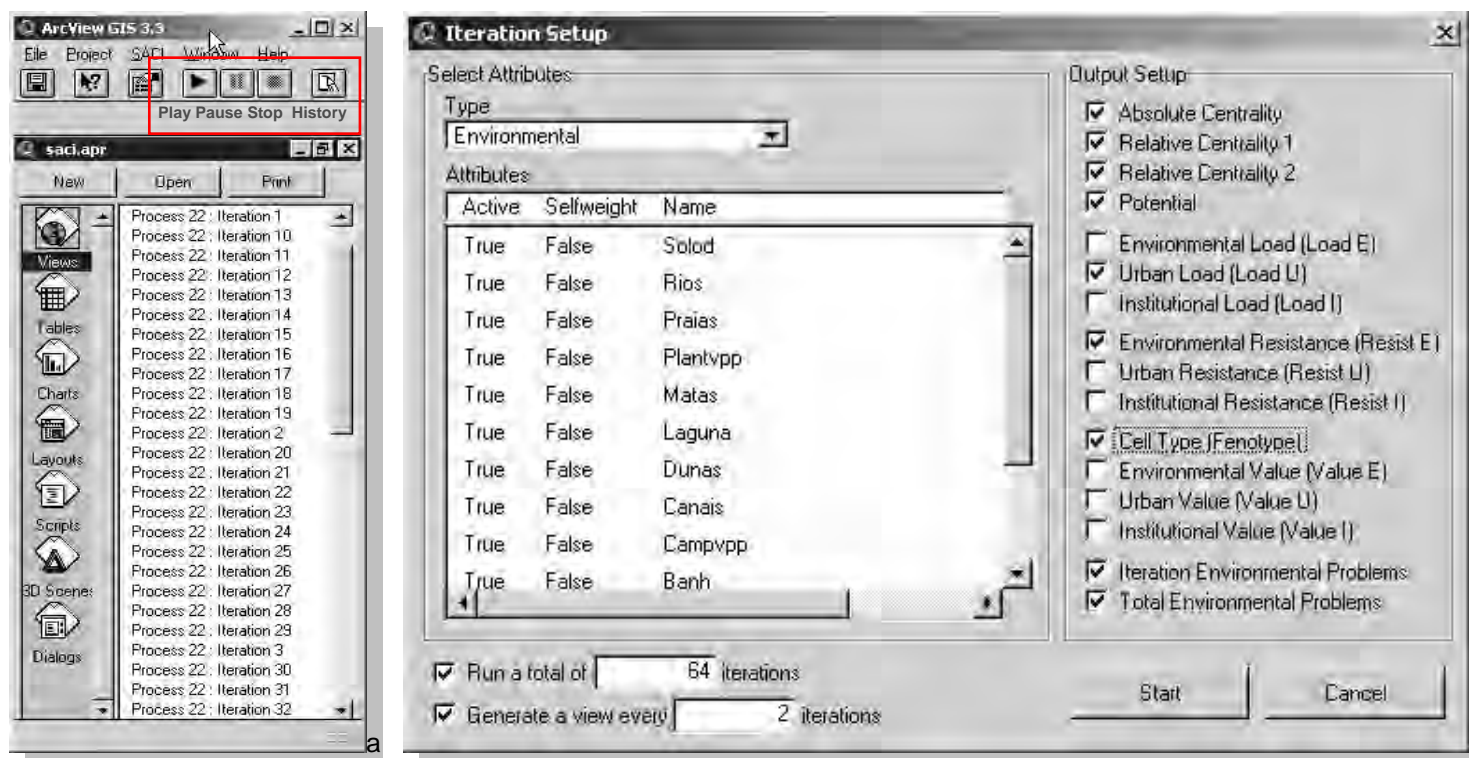 ArcView GIS 3.3
File Project SACI Window Help
Play Pause Stop History
saci.apr
New Open Print
Views
Tables
Charts
Layouts
Scripts
3D Scenes
Dialogs
Process 22 : Iteration 1
Process 22 : Iteration 10
Process 22 : Iteration 11
Process 22 : Iteration 12
Process 22 : Iteration 13
Process 22 : Iteration 14
Process 22 : Iteration 15
Process 22 : Iteration 16
Process 22 : Iteration 17
Process 22 : Iteration 18
Process 22 : Iteration 19
Process 22 : Iteration 2
Process 22 : Iteration 20
Process 22 : Iteration 21
Process 22 : Iteration 22
Process 22 : Iteration 23
Process 22 : Iteration 24
Process 22 : Iteration 25
Process 22 : Iteration 26
Process 22 : Iteration 27
Process 22 : Iteration 28
Process 22 : Iteration 29
Process 22 : Iteration 3
Process 22 : Iteration 30
Process 22 : Iteration 31
Process 22 : Iteration 32
a
Iteration Setup
Select Attributes
Type
Environmental
Attributes
Active Selfweight Name
True False Solod
True False Rios
True False Praias
True False Plantvpp
True False Matas
True False Laguna
True False Dunas
True False Canais
True False Campvpp
True False Banh
Run a total of 64 iterations
Generate a view every 2 iterations
Output Setup
Absolute Centrality
Relative Centrality 1
Relative Centrality 2
Potential
Environmental Load (Load E)
Urban Load (Load U)
Institutional Load (Load I)
Environmental Resistance (Resist E)
Urban Resistance (Resist U)
Institutional Resistance (Resist I)
Cell Type (Fenotype)
Environmental Value (Value E)
Urban Value (Value U)
Institutional Value (Value I)
Iteration Environmental Problems
Total Environmental Problems
Start Cancel